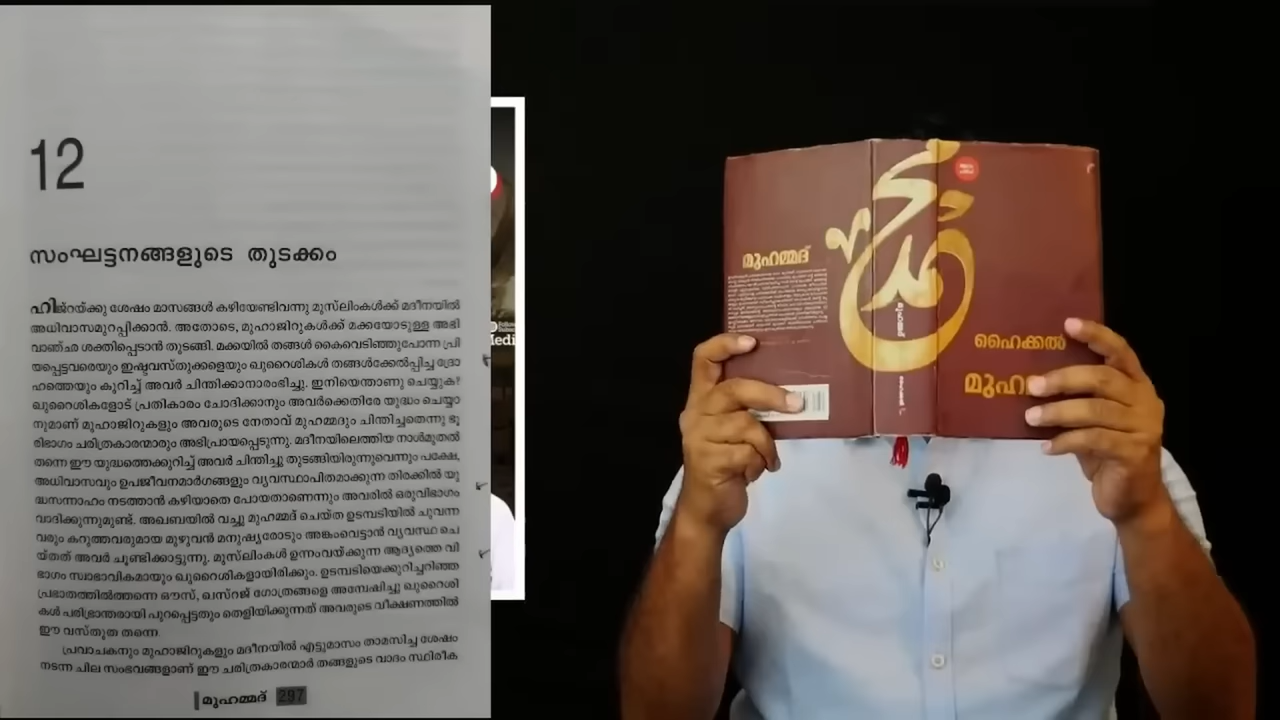 12
സംഘട്ടനങ്ങളുടെ തുടക്കം
ഹിജ്റയ്ക്കു ശേഷം മാസങ്ങൾ കഴിയേണ്ടിവന്നു മുസ്‌ലിംകൾക്ക് മദീനയിൽ
അധിവാസമുറപ്പിക്കാൻ. അതോടെ, മുഹാജിറുകൾക്ക് മക്കയോടുള്ള അഭി
വാഞ്ഛ ശക്തിപ്പെടാൻ തുടങ്ങി. മക്കയിൽ തങ്ങൾ കൈവെടിഞ്ഞുപോന്ന പ്രി
യപ്പെട്ടവരെയും ഇഷ്ടവസ്തുക്കളെയും ഖുറൈശികൾ തങ്ങൾക്കേൽപ്പിച്ച ദ്രോ
ഹത്തെയും കുറിച്ച് അവർ ചിന്തിക്കാനാരംഭിച്ചു. ഇനിയെന്താണു ചെയ്യുക?
ഖുറൈശികളോട് പ്രതികാരം ചോദിക്കാനും അവർക്കെതിരേ യുദ്ധം ചെയ്യാ
നുമാണ് മുഹാജിറുകളും അവരുടെ നേതാവ് മുഹമ്മദും ചിന്തിച്ചതെന്നു ഭൂ
രിഭാഗം ചരിത്രകാരന്മാരും അഭിപ്രായപ്പെടുന്നു. മദീനയിലെത്തിയ നാൾമുതൽ
തന്നെ ഈ യുദ്ധത്തെക്കുറിച്ച് അവർ ചിന്തിച്ചു തുടങ്ങിയിരുന്നുവെന്നും പക്ഷേ,
അധിവാസവും ഉപജീവനമാർഗങ്ങളും വ്യവസ്ഥാപിതമാക്കുന്ന തിരക്കിൽ യു
ദ്ധസന്നാഹം നടത്താൻ കഴിയാതെ പോയതാണെന്നും അവരിൽ ഒരുവിഭാഗം
വാദിക്കുന്നുമുണ്ട്. അഖബയിൽ വച്ചു മുഹമ്മദ് ചെയ്ത ഉടമ്പടിയിൽ ചുവന്ന
വരും കറുത്തവരുമായ മുഴുവൻ മനുഷ്യരോടും അങ്കംവെട്ടാൻ വ്യവസ്ഥ ചെ
യ്തത് അവർ ചൂണ്ടിക്കാട്ടുന്നു. മുസ്‌ലിംകൾ ഉന്നംവയ്ക്കുന്ന ആദ്യത്തെ വി
ഭാഗം സ്വാഭാവികമായും ഖുറൈശികളായിരിക്കും. ഉടമ്പടിയെക്കുറിച്ചറിഞ്ഞ
പ്രഭാതത്തിൽത്തന്നെ ഔസ്, ഖസ്റജ് ഗോത്രങ്ങളെ അന്വേഷിച്ചു ഖുറൈശി
കൾ പരിഭ്രാന്തരായി പുറപ്പെട്ടതും തെളിയിക്കുന്നത് അവരുടെ വീക്ഷണത്തിൽ
ഈ വസ്തുത തന്നെ.
പ്രവാചകനും മുഹാജിറുകളും മദീനയിൽ എട്ടുമാസം താമസിച്ച ശേഷം
നടന്ന ചില സംഭവങ്ങളാണ് ഈ ചരിത്രകാരന്മാർ തങ്ങളുടെ വാദം സ്ഥിരീക
മുഹമ്മദ് 297
Medi
മുഹമ്മദ്
മുഹമ്മദ്
ഹൈക്കൽ